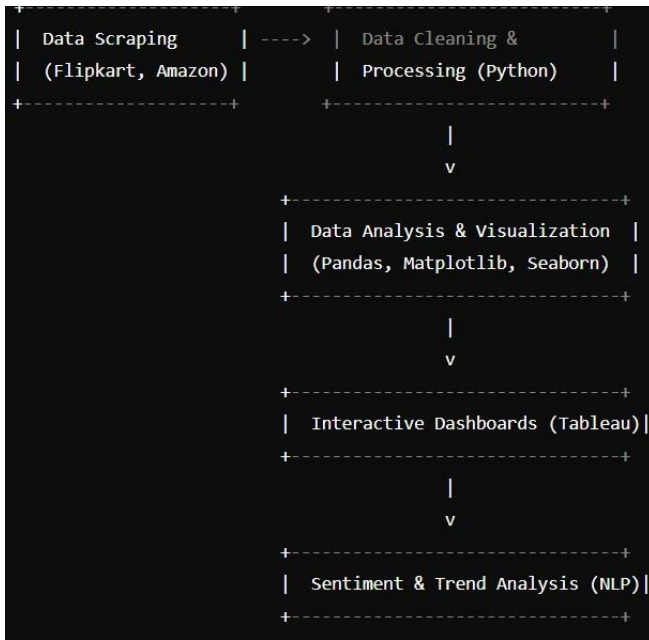 Data Scraping ----> Data Cleaning &
(Flipkart, Amazon) Processing (Python)
Data Analysis & Visualization
(Pandas, Matplotlib, Seaborn)
Interactive Dashboards (Tableau)
Sentiment & Trend Analysis (NLP)